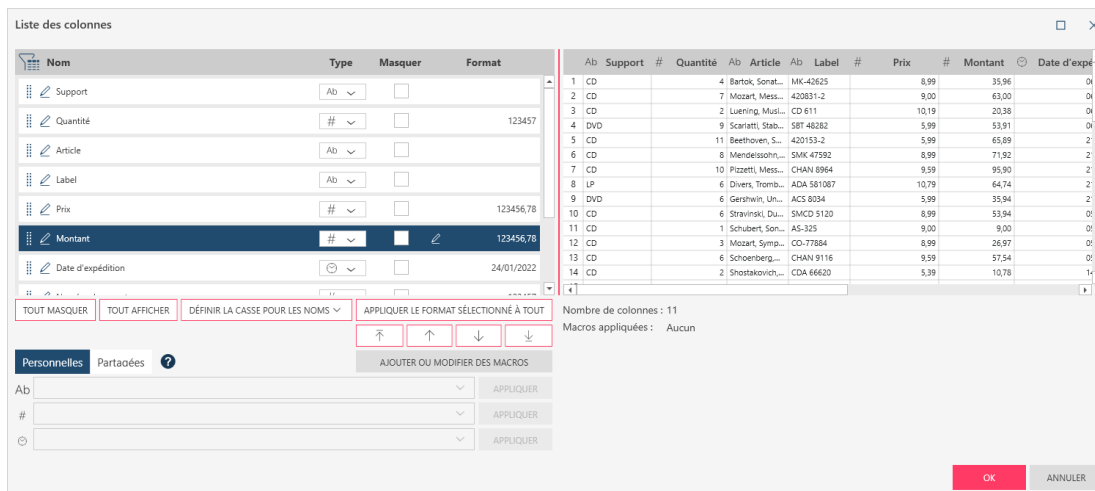 Liste des colonnes
Nom Type Masquer Format
Support Ab
Quantité # 123457
Article Ab
Label Ab
Prix # 123456,78
Montant # 123456,78
Date d'expédition 24/01/2022
TOUT MASQUER TOUT AFFICHER DÉFINIR LA CASSE POUR LES NOMS APPLIQUER LE FORMAT SÉLECTIONNÉ À TOUT
Personnelles Partagées ? AJOUTER OU MODIFIER DES MACROS
Ab APPLIQUER
# APPLIQUER
APPLIQUER
Ab Support # Quantité Ab Article Ab Label # Prix # Montant Date d'expé
1 CD 4 Bartok, Sonat... MK-42625 8,99 35,96
2 CD 7 Mozart, Mess... 420831-2 9,00 63,00
3 CD 2 Luening, Musi... CD 611 10,19 20,38
4 DVD 9 Scarlatti, Stab... SBT 48282 5,99 53,91
5 CD 11 Beethoven, S... 420153-2 5,99 65,89
6 CD 8 Mendelssohn,... SMK 47592 8,99 71,92
7 CD 10 Pizzetti, Mess... CHAN 8964 9,59 95,90
8 LP 6 Divers, Tromb... ADA 581087 10,79 64,74
9 DVD 6 Gershwin, Un... ACS 8034 5,99 35,94
10 CD 6 Stravinski, Du... SMCD 5120 8,99 53,94
11 CD 1 Schubert, Son... AS-325 9,00 9,00
12 CD 3 Mozart, Symp... CO-77884 8,99 26,97
13 CD 6 Schoenberg,... CHAN 9116 9,59 57,54
14 CD 2 Shostakovich,... CDA 66620 5,39 10,78
Nombre de colonnes : 11
Macros appliquées : Aucun
OK ANNULER